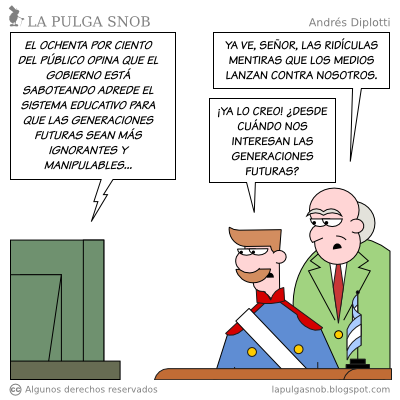 LA PULGA SNOB
Andrés Diplotti
EL OCHENTA POR CIENTO
DEL PÚBLICO OPINA QUE EL
GOBIERNO ESTÁ
SABOTEANDO ADREDE EL
SISTEMA EDUCATIVO PARA
QUE LAS GENERACIONES
FUTURAS SEAN MÁS
IGNORANTES Y
MANIPULABLES...
YA VE, SEÑOR, LAS RIDÍCULAS
MENTIRAS QUE LOS MEDIOS
LANZAN CONTRA NOSOTROS.
¡YA LO CREO! ¿DESDE
CUÁNDO NOS
INTERESAN LAS
GENERACIONES
FUTURAS?
cc Algunos derechos reservados
lapulgasnob.blogspot.com